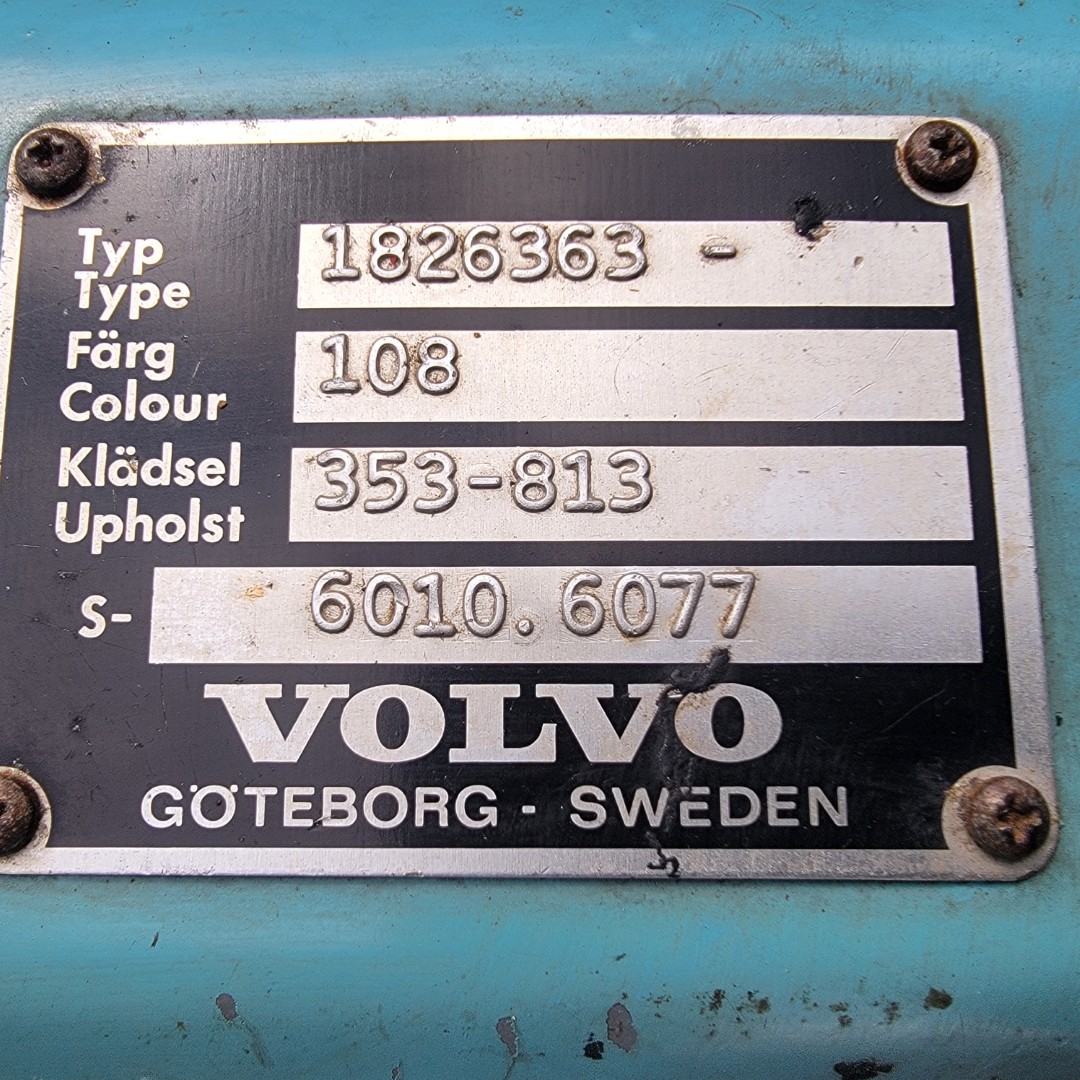 Typ
Type
1826363 -
Färg
Colour
108
Klädsel
Upholst
353-813
S-
6010.6077
VOLVO
GÖTEBORG - SWEDEN